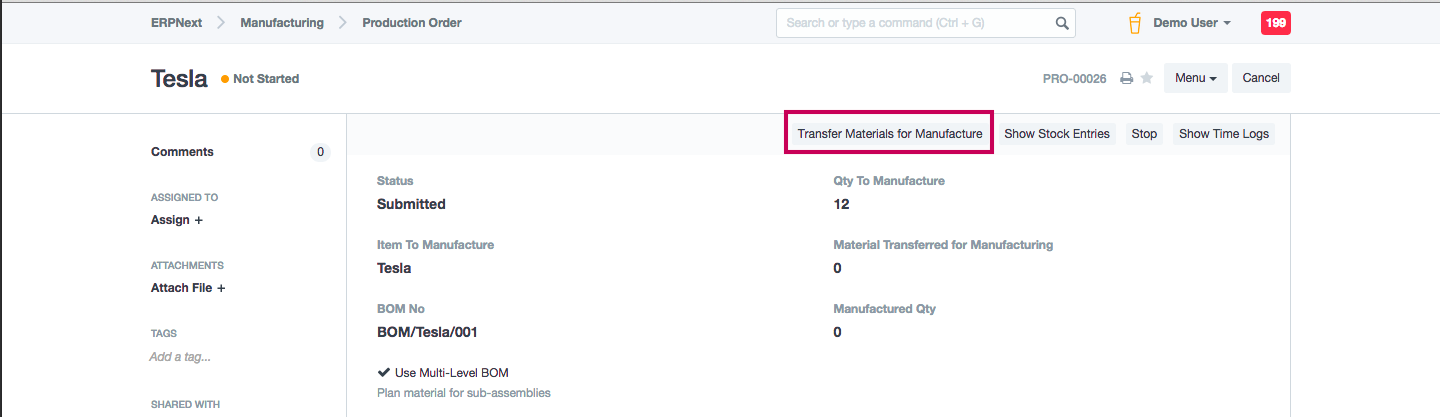 ERPNext Manufacturing Production Order Search or type a command (Ctrl + G) Demo User 199
Tesla Not Started PRO-00026 Menu Cancel
Transfer Materials for Manufacture Show Stock Entries Stop Show Time Logs
Comments 0
ASSIGNED TO
Assign +
ATTACHMENTS
Attach File +
TAGS
Add a tag...
SHARED WITH
Status
Submitted
Item To Manufacture
Tesla
BOM No
BOM/Tesla/001
Use Multi-Level BOM
Plan material for sub-assemblies
Qty To Manufacture
12
Material Transferred for Manufacturing
0
Manufactured Qty
0